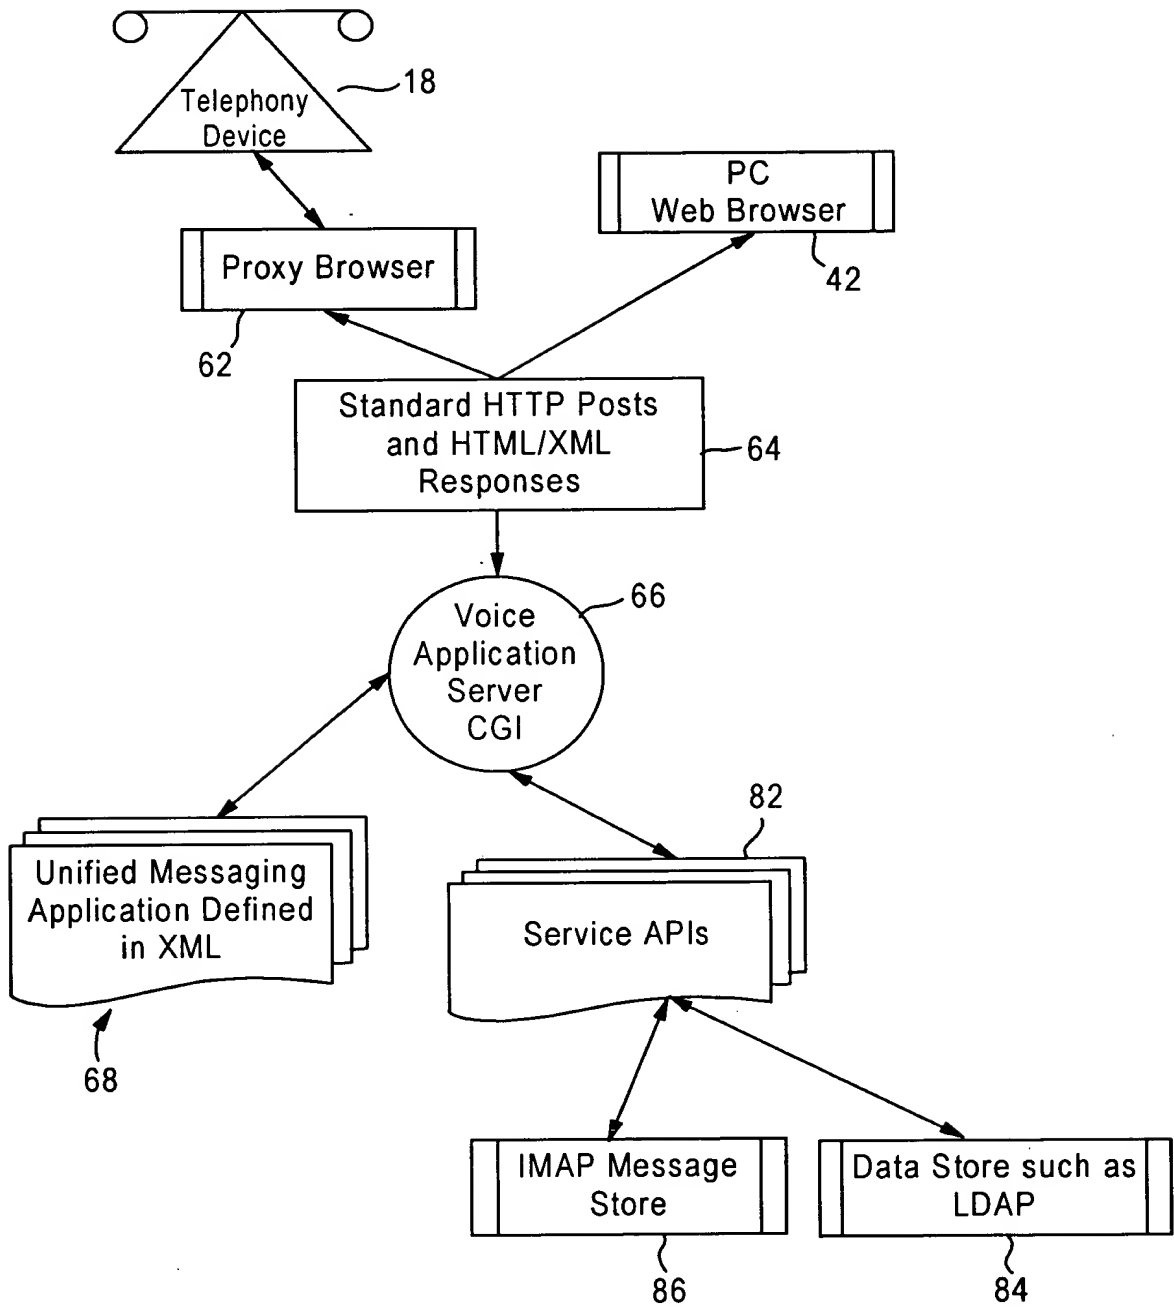 18
Telephony
Device
PC
Web Browser
42
Proxy Browser
62
Standard HTTP Posts
and HTML/XML
Responses
64
66
Voice
Application
Server
CGI
82
Unified Messaging
Application Defined
in XML
68
Service APIs
IMAP Message
Store
86
Data Store such as
LDAP
84